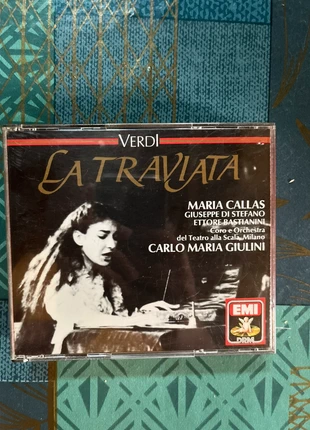 VERDI
LA TRAVIATA
MARIA CALLAS
GIUSEPPE DI STEFANO
ETTORE BASTIANINI
Coro e Orchestra
del Teatro alla Scala, Milano
CARLO MARIA GIULINI
EMI
DRM